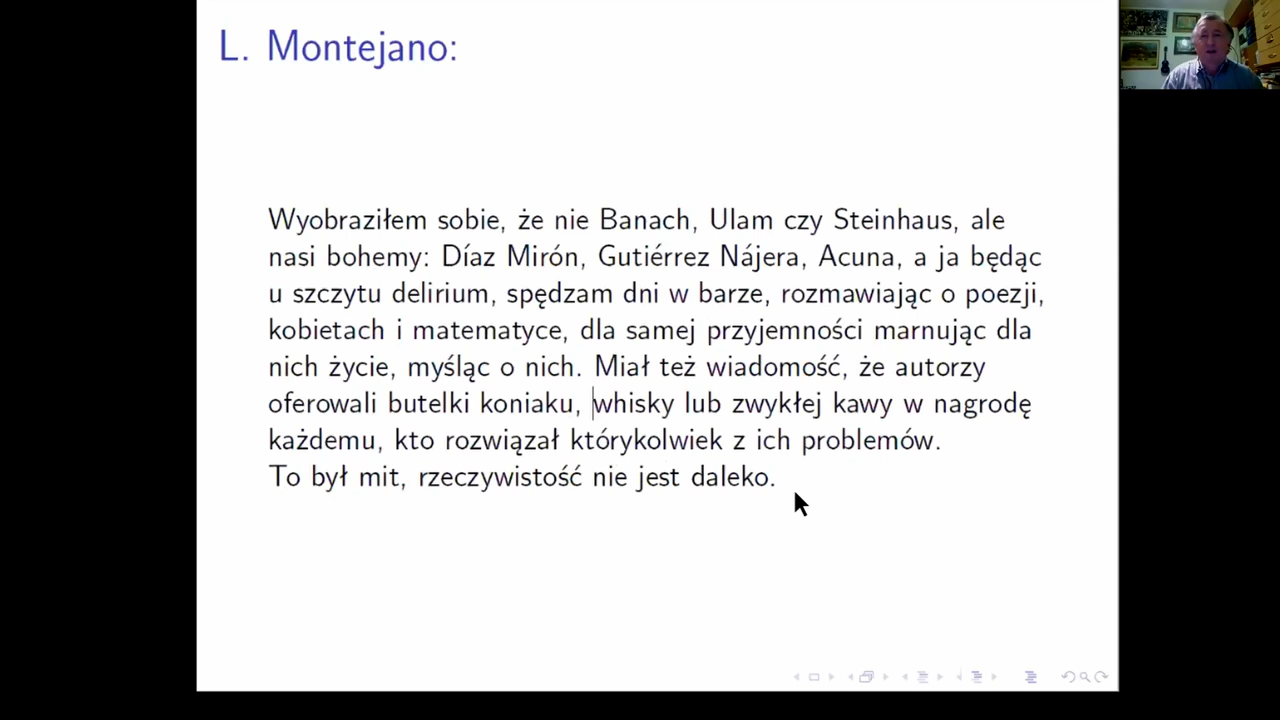 L. Montejano:
Wyobraziłem sobie, że nie Banach, Ulam czy Steinhaus, ale
nasi bohemy: Díaz Mirón, Gutiérrez Nájera, Acuna, a ja będąc
u szczytu delirium, spędzam dni w barze, rozmawiając o poezji,
kobietach i matematyce, dla samej przyjemności marnując dla
nich życie, myśląc o nich. Miał też wiadomość, że autorzy
oferowali butelki koniaku, whisky lub zwykłej kawy w nagrodę
każdemu, kto rozwiązał którykolwiek z ich problemów.
To był mit, rzeczywistość nie jest daleko.